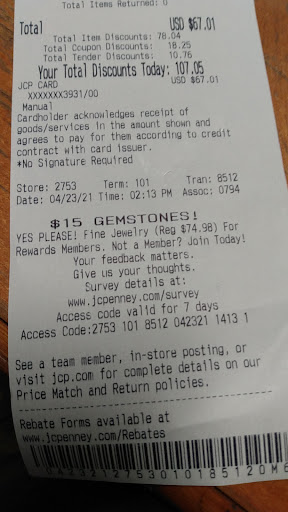 Total Items Returned: 0
Total USD $67.01
Total Item Discounts: 78.04
Total Coupon Discounts: 18.25
Total Tender Discounts: 10.76
Your Total Discounts Today: 107.05
JCP CARD USD $67.01
XXXXXXX3931/00
Manual
Cardholder acknowledges receipt of
goods/services in the amount shown and
agrees to pay for them according to credit
contract with card issuer.
*No Signature Required
Store: 2753 Term: 101 Tran: 8512
Date: 04/23/21 Time: 02:13 PM Assoc: 0794
$15 GEMSTONES!
YES PLEASE! Fine Jewelry (Reg $74.98) For
Rewards Members. Not a Member? Join Today!
Your feedback matters.
Give us your thoughts.
Survey details at:
www.jcpenney.com/survey
Access code valid for 7 days
Access Code:2753 101 8512 042321 1413 1
See a team member, in-store posting, or
visit jcp.com for complete details on our
Price Match and Return policies.
Rebate Forms available at
www.jcpenney.com/Rebates
0423212753010185120M6